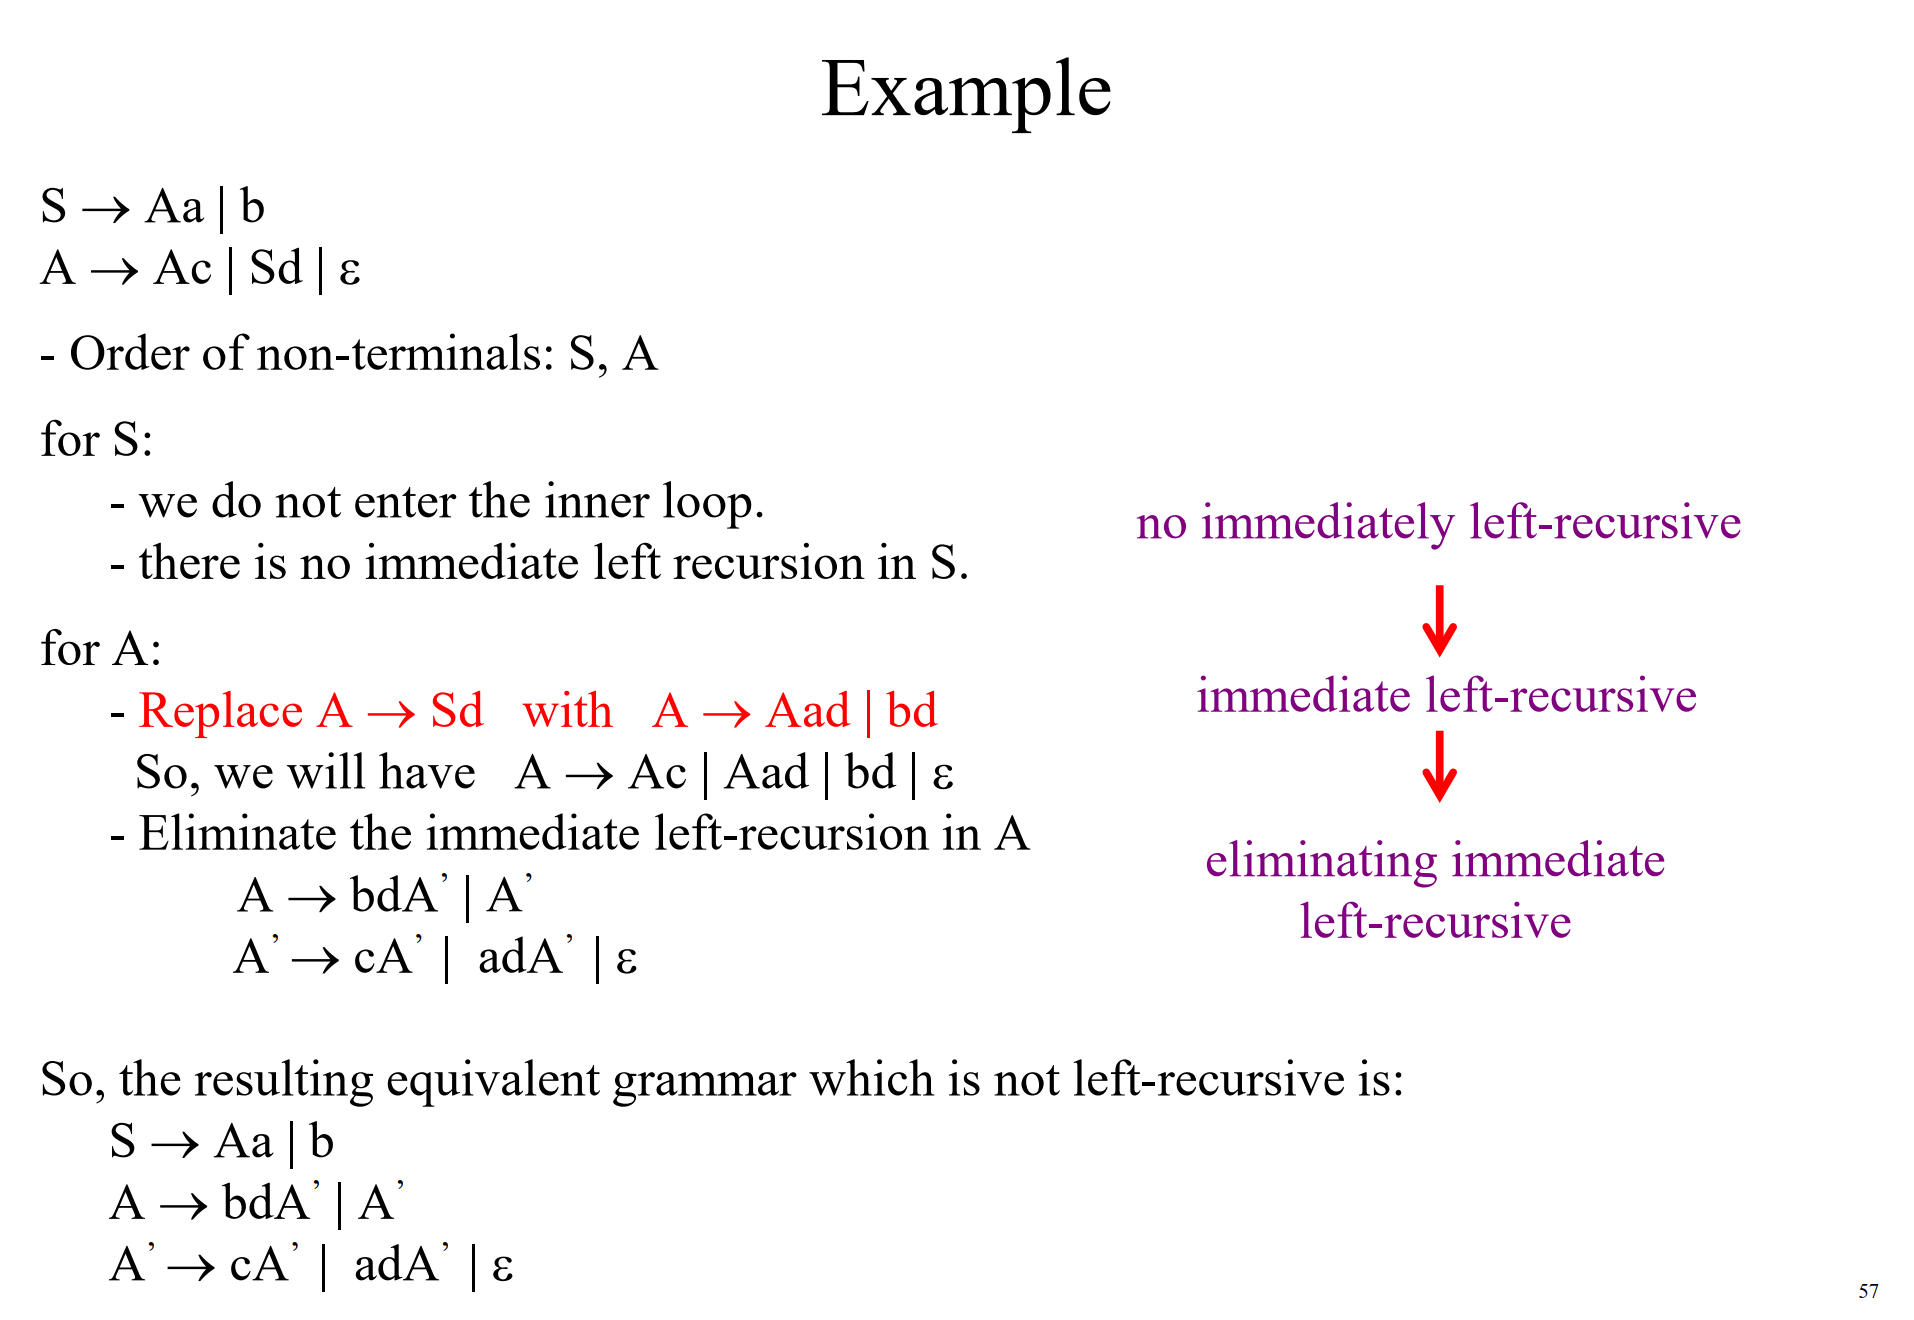 Example
S → Aa | b
A → Ac | Sd | ε
- Order of non-terminals: S, A
for S:
- we do not enter the inner loop.
- there is no immediate left recursion in S.
for A:
- Replace A → Sd with A → Aad | bd
So, we will have A → Ac | Aad | bd | ε
- Eliminate the immediate left-recursion in A
A → bdA’ | A’
A’ → cA’ | adA’ | ε
no immediately left-recursive
immediate left-recursive
eliminating immediate
left-recursive
So, the resulting equivalent grammar which is not left-recursive is:
S → Aa | b
A → bdA’ | A’
A’ → cA’ | adA’ | ε
57